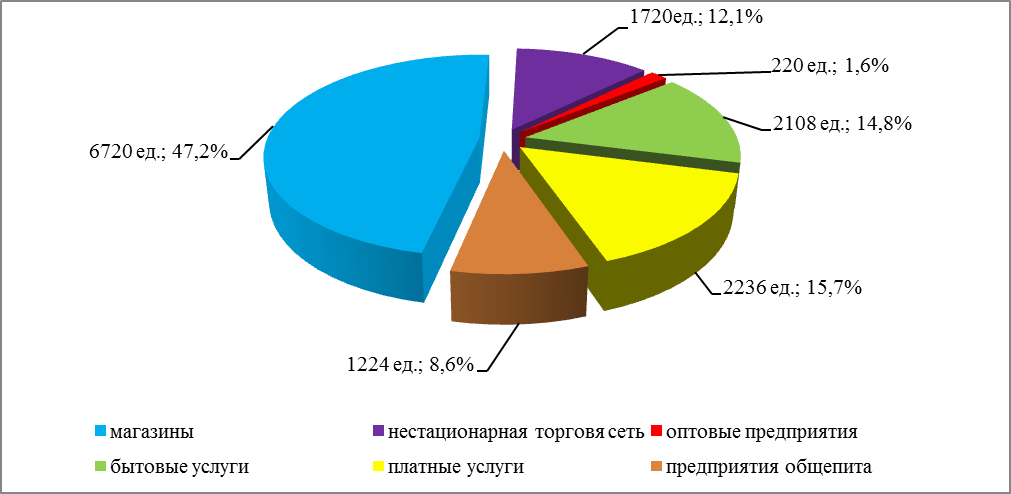 1720ед.; 12,1%
220 ед.; 1,6%
2108 ед.; 14,8%
6720 ед.; 47,2%
2236 ед.; 15,7%
1224 ед.; 8,6%
магазины
нестационарная торговя сеть
оптовые предприятия
бытовые услуги
платные услуги
предприятия общепита